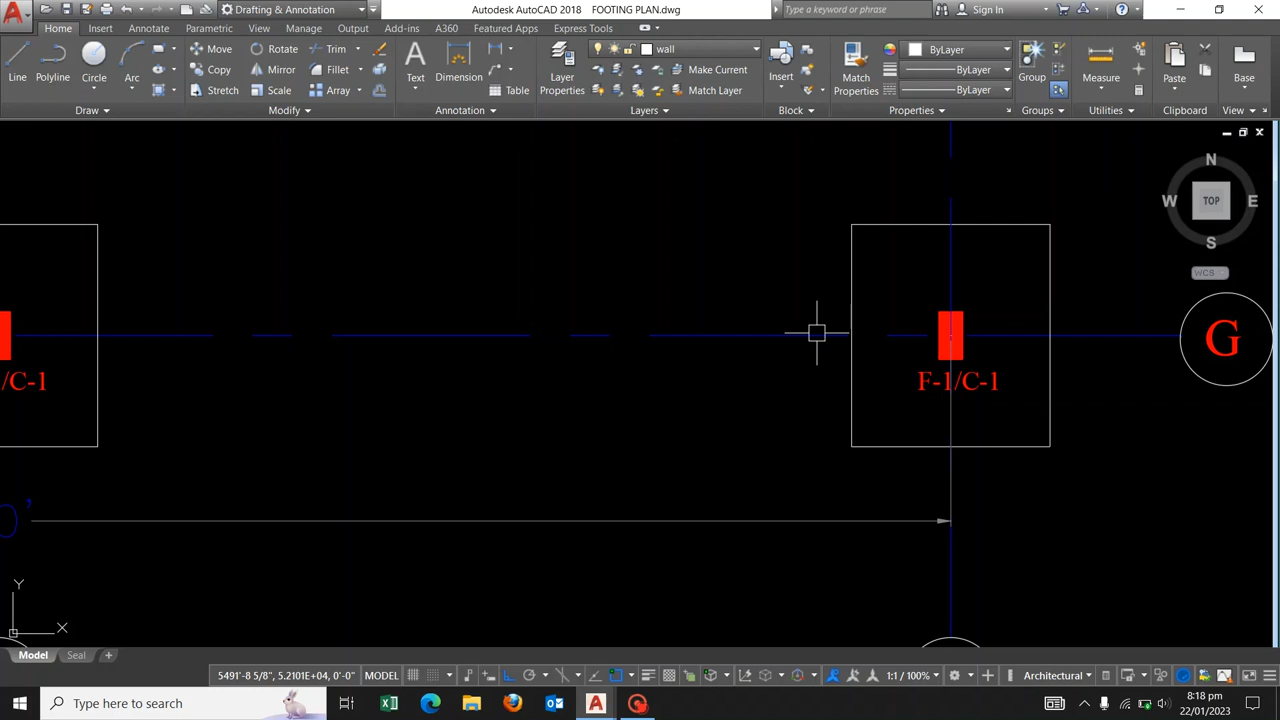 Drafting & Annotation
Autodesk AutoCAD 2018 FOOTING PLAN.dwg
Type a keyword or phrase
Sign In
Home Insert Annotate Parametric View Manage Output Add-ins A360 Featured Apps Express Tools
Line Polyline Circle Arc
Move Rotate Trim
Copy Mirror Fillet
Stretch Scale Array
Text Dimension
Table
Layer Properties
wall
Make Current
Match Layer
Insert
Match Properties
ByLayer
ByLayer
ByLayer
Group
Measure
Paste
Base
Draw Modify Annotation Layers Block Properties Groups Utilities Clipboard View
N
W TOP E
S
WCS
G
F-1/C-1
/C-1
Y
X
Model Seal
5491'-8 5/8", 5.2101E+04, 0'-0" MODEL
1:1 / 100%
Architectural
Type here to search
8:18 pm
22/01/2023